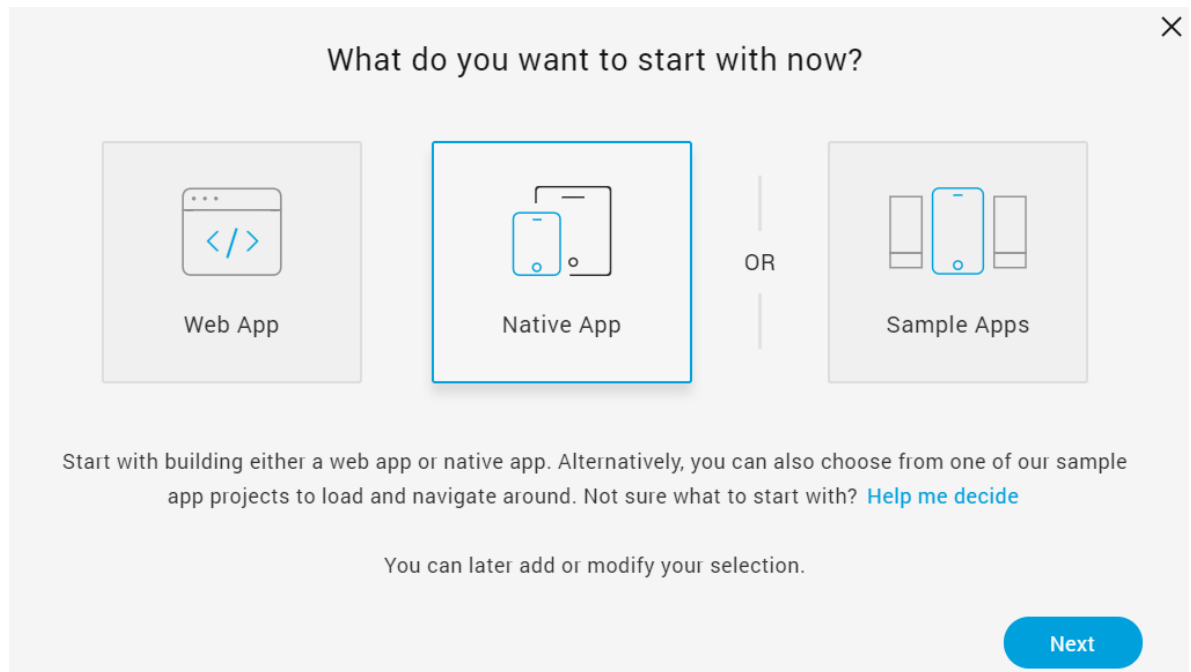 What do you want to start with now?
</>
Web App
Native App
OR
Sample Apps
Start with building either a web app or native app. Alternatively, you can also choose from one of our sample
app projects to load and navigate around. Not sure what to start with? Help me decide
You can later add or modify your selection.
Next